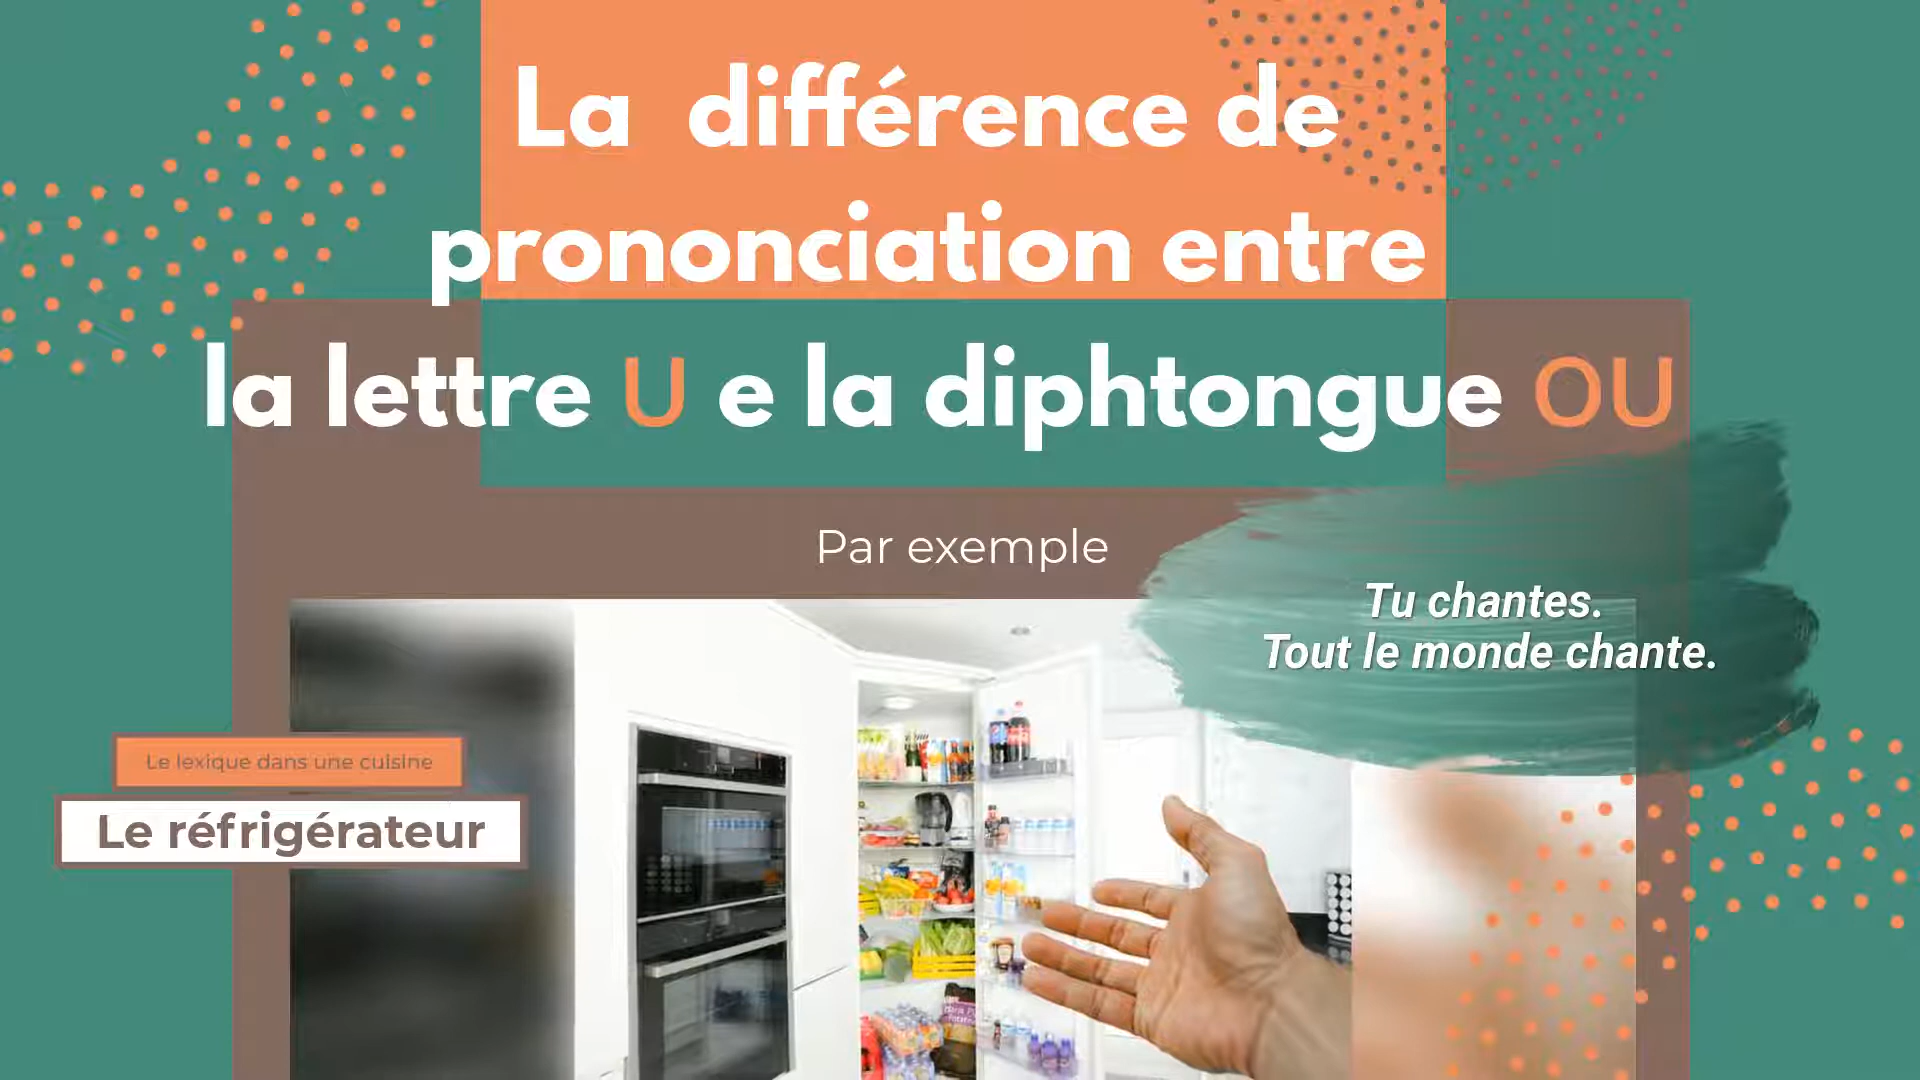 La différence de
prononciation entre
la lettre U e la diphtongue OU
Par exemple
Tu chantes.
Tout le monde chante.
Le lexique dans une cuisine
Le réfrigérateur